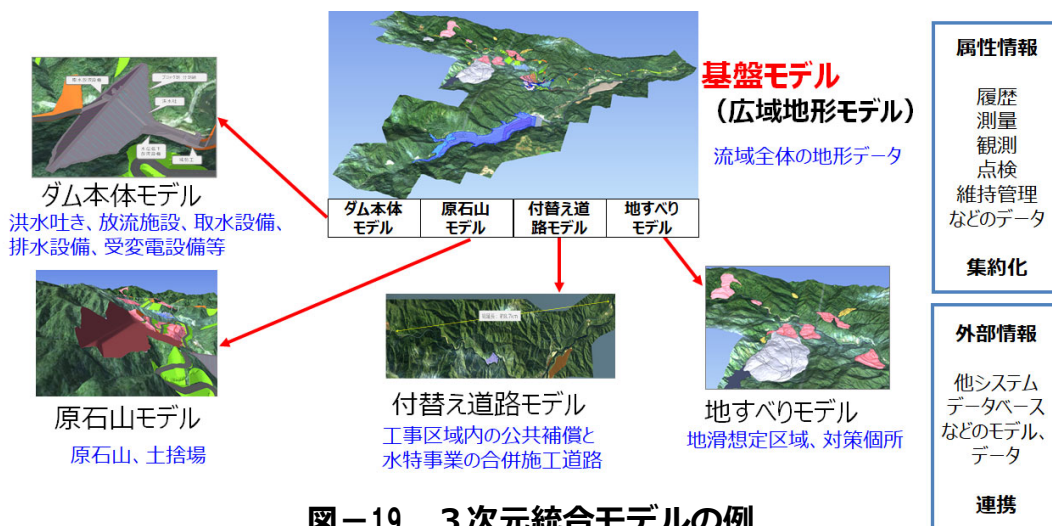 基盤モデル
（広域地形モデル）
流域全体の地形データ
ダム本体
モデル
原石山
モデル
付替え道
路モデル
地すべり
モデル
ダム本体モデル
洪水吐き、放流施設、取水設備、
排水設備、受変電設備等
原石山モデル
原石山、土捨場
付替え道路モデル
工事区域内の公共補償と
水特事業の合併施工道路
地すべりモデル
地滑想定区域、対策個所
属性情報
履歴
測量
観測
点検
維持管理
などのデータ
集約化
外部情報
他システム
データベース
などのモデル、
データ
連携
図－19　３次元統合モデルの例